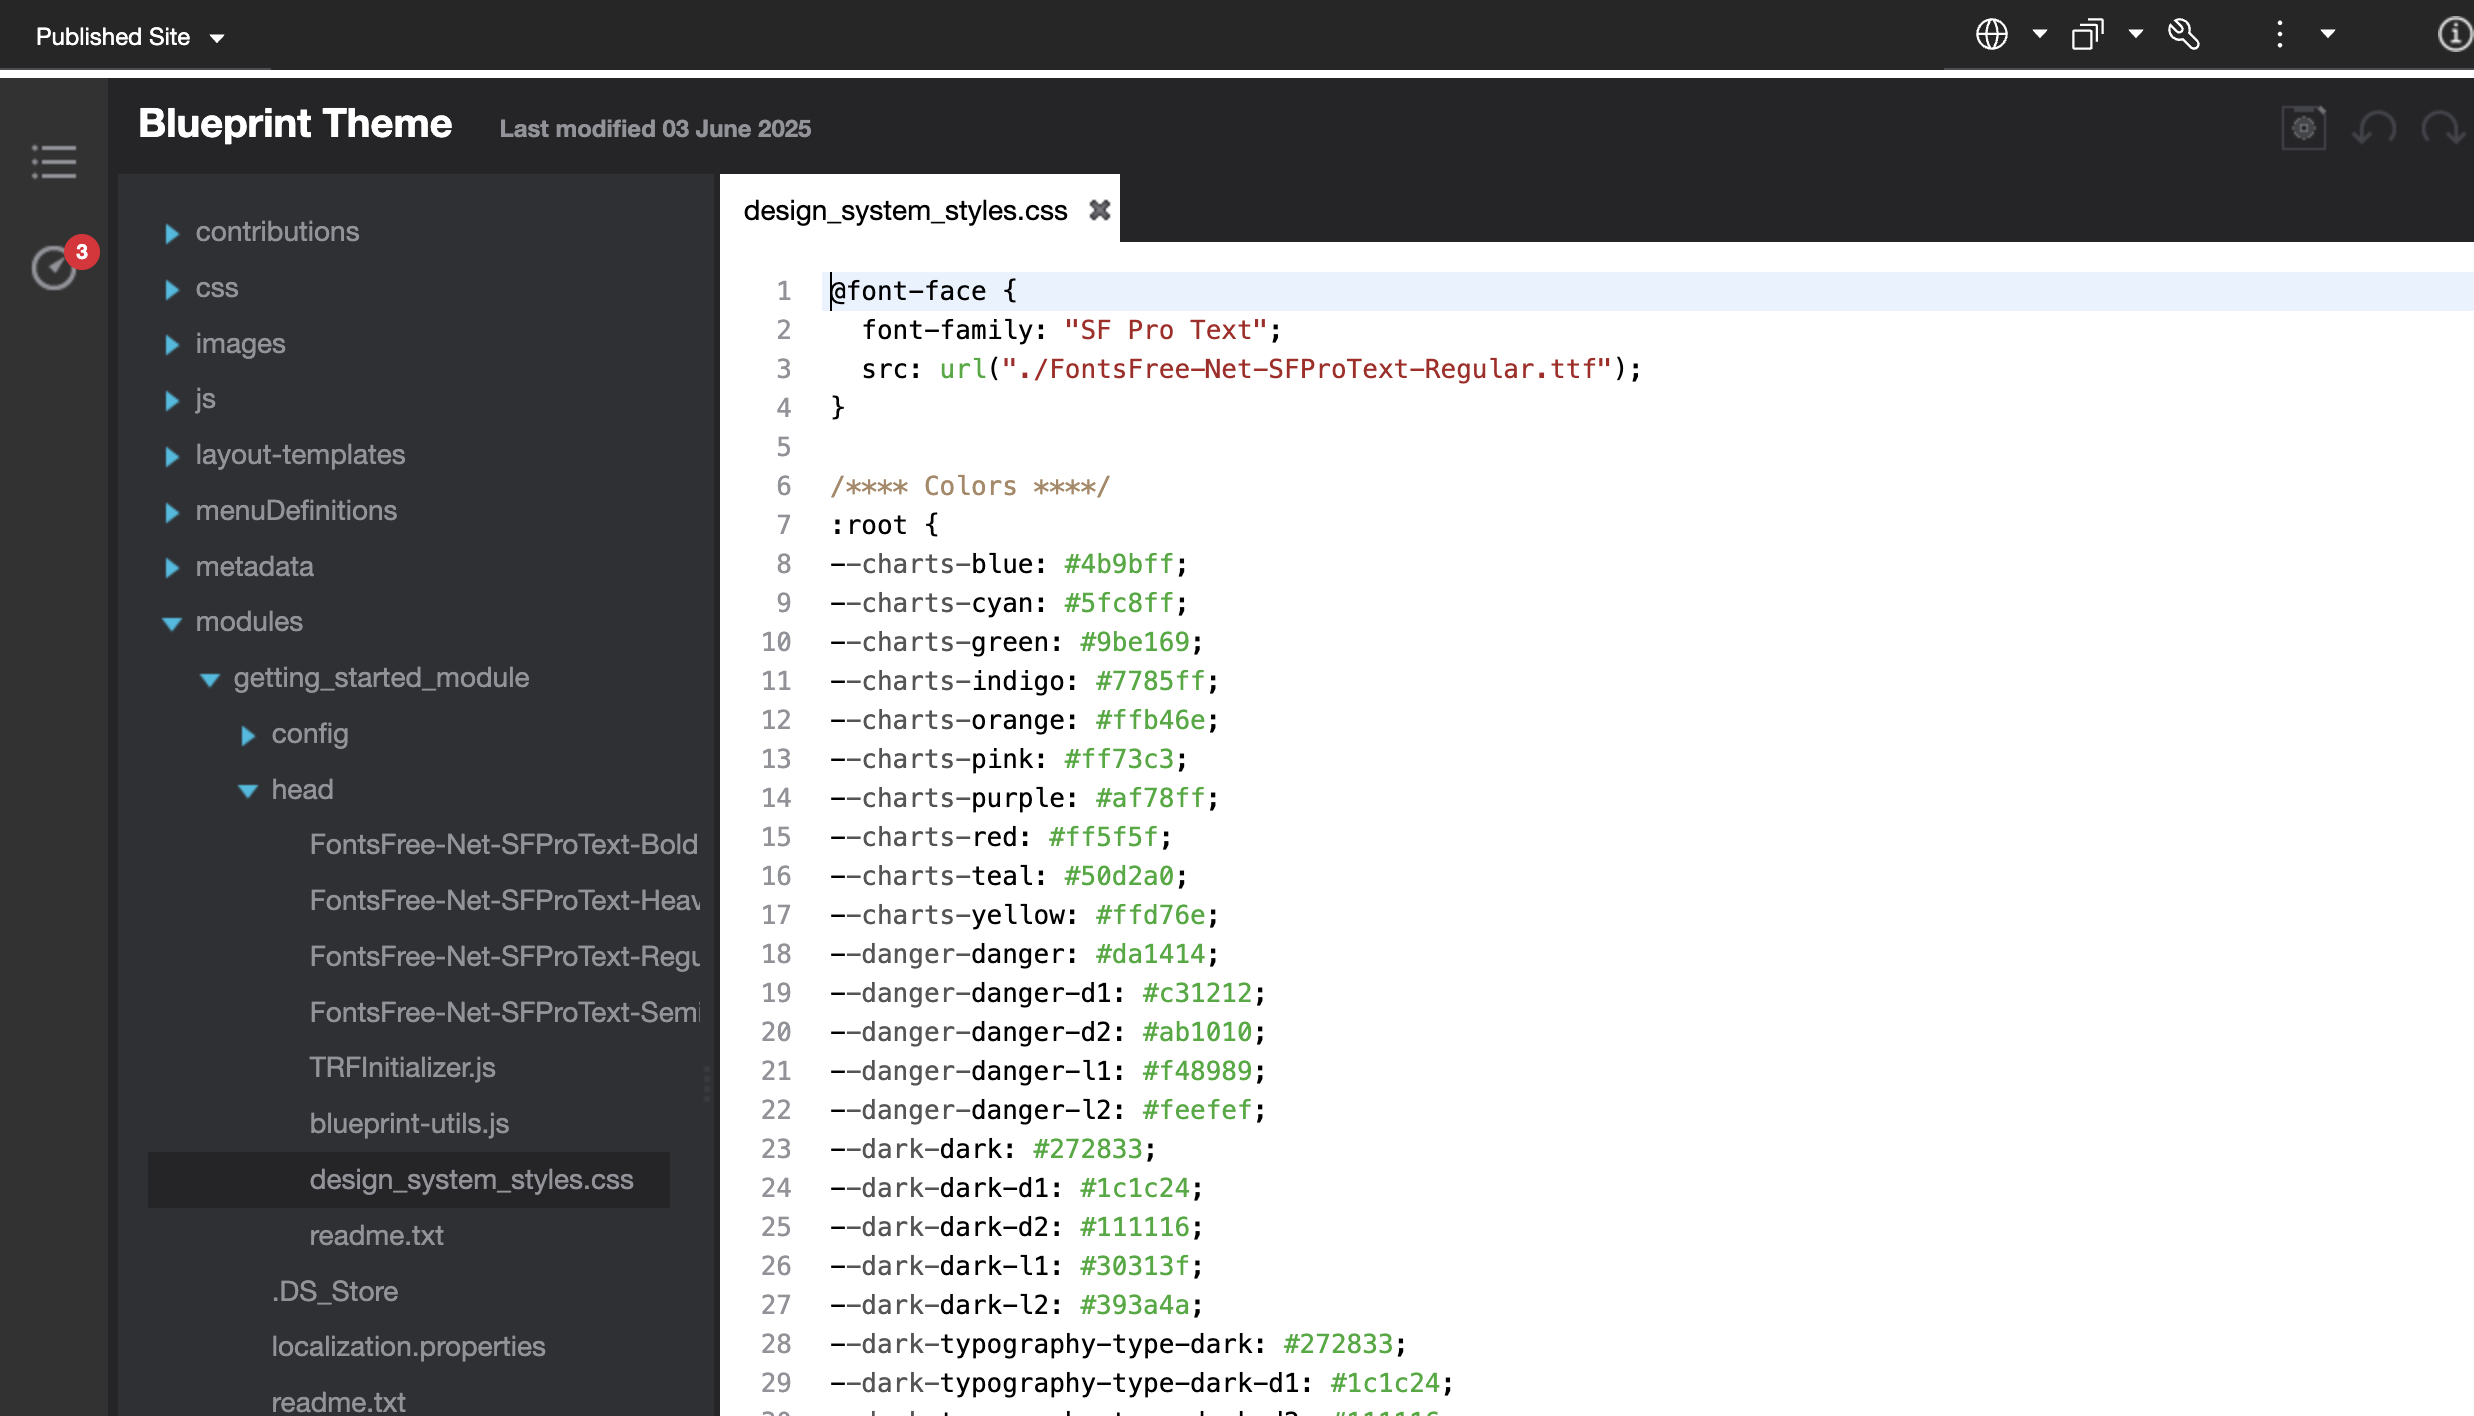 Published Site
Blueprint Theme
Last modified 03 June 2025
3
contributions
css
images
js
layout-templates
menuDefinitions
metadata
modules
getting_started_module
config
head
FontsFree-Net-SFProText-Bold
FontsFree-Net-SFProText-Heav
FontsFree-Net-SFProText-Regu
FontsFree-Net-SFProText-Semi
TRFInitializer.js
blueprint-utils.js
design_system_styles.css
readme.txt
.DS_Store
localization.properties
readme.txt
design_system_styles.css
1 @font-face {
2 font-family: "SF Pro Text";
3 src: url("./FontsFree-Net-SFProText-Regular.ttf");
4 }
5
6 /**** Colors ****/
7 :root {
8 --charts-blue: #4b9bff;
9 --charts-cyan: #5fc8ff;
10 --charts-green: #9be169;
11 --charts-indigo: #7785ff;
12 --charts-orange: #ffb46e;
13 --charts-pink: #ff73c3;
14 --charts-purple: #af78ff;
15 --charts-red: #ff5f5f;
16 --charts-teal: #50d2a0;
17 --charts-yellow: #ffd76e;
18 --danger-danger: #da1414;
19 --danger-danger-d1: #c31212;
20 --danger-danger-d2: #ab1010;
21 --danger-danger-l1: #f48989;
22 --danger-danger-l2: #feefef;
23 --dark-dark: #272833;
24 --dark-dark-d1: #1c1c24;
25 --dark-dark-d2: #111116;
26 --dark-dark-l1: #30313f;
27 --dark-dark-l2: #393a4a;
28 --dark-typography-type-dark: #272833;
29 --dark-typography-type-dark-d1: #1c1c24;